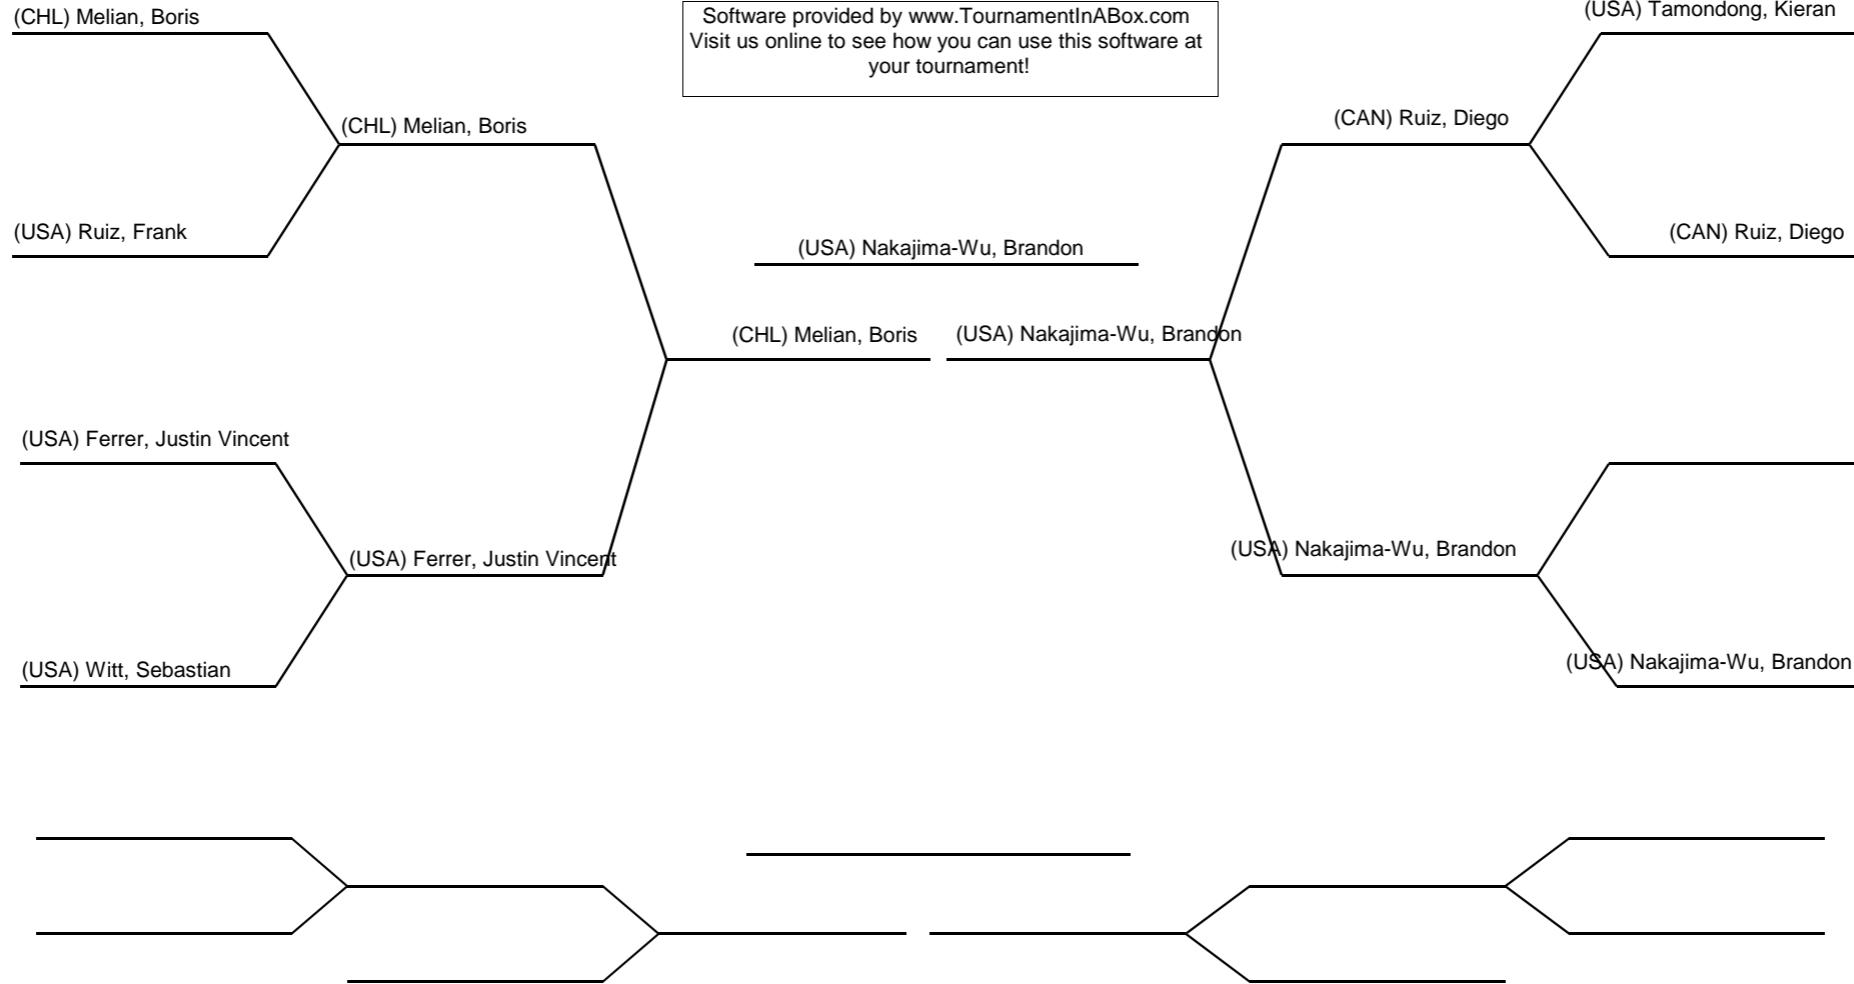 (CHL) Melian, Boris
Software provided by www.TournamentInABox.com
Visit us online to see how you can use this software at
your tournament!
(USA) Tamondong, Kieran
(CHL) Melian, Boris
(CAN) Ruiz, Diego
(USA) Ruiz, Frank
(USA) Nakajima-Wu, Brandon
(CAN) Ruiz, Diego
(CHL) Melian, Boris
(USA) Nakajima-Wu, Brandon
(USA) Ferrer, Justin Vincent
(USA) Ferrer, Justin Vincent
(USA) Nakajima-Wu, Brandon
(USA) Witt, Sebastian
(USA) Nakajima-Wu, Brandon